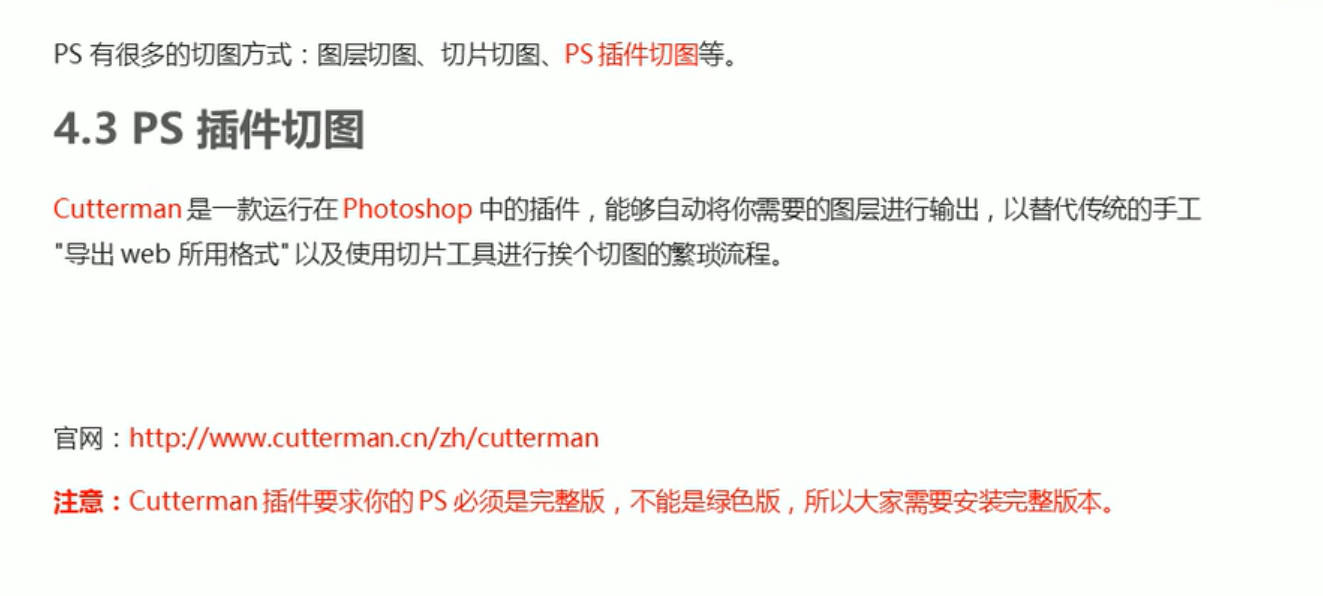 PS 有很多的切图方式：图层切图、切片切图、PS 插件切图等。
4.3 PS 插件切图
Cutterman 是一款运行在 Photoshop 中的插件，能够自动将你需要的图层进行输出，以替代传统的手工
"导出 web 所用格式" 以及使用切片工具进行挨个切图的繁琐流程。
官网：http://www.cutterman.cn/zh/cutterman
注意：Cutterman 插件要求你的 PS 必须是完整版，不能是绿色版，所以大家需要安装完整版本。